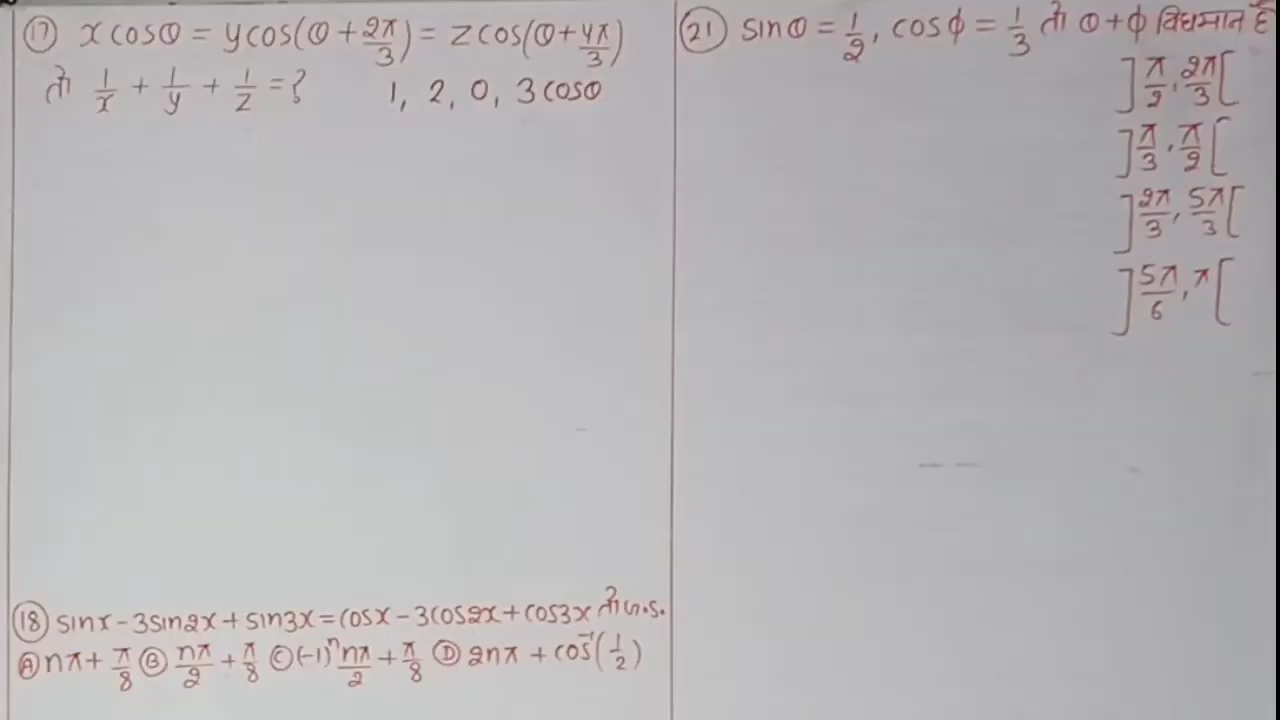 (17) x cosθ = y cos(θ + 2π/3) = z cos(θ + 4π/3)
तो 1/x + 1/y + 1/z = ? 1, 2, 0, 3 cosθ
(18) sinx - 3sin2x + sin3x = cosx - 3cos2x + cos3x तो
(A) nπ + π/8 (B) nπ/2 + π/8 (C) (-1)ⁿ nπ/2 + π/8 (D) 2nπ + cos⁻¹(1/2)
(21) sinθ = 1/2, cosϕ = 1/3 तो θ + ϕ विद्यमान है
]π/2, 2π/3[
]π/3, π/2[
]2π/3, 5π/3[
]5π/6, π[